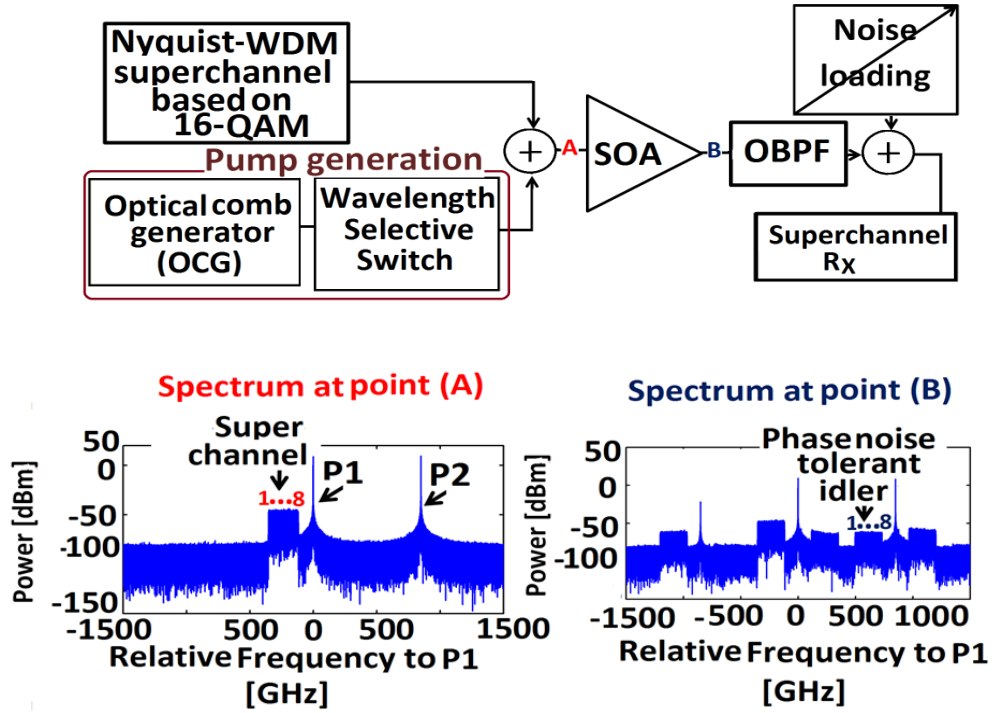 Nyquist-WDM
superchannel
based on
16-QAM
Noise
loading
Pump generation
+
A
SOA
B
OBPF
+
Optical comb
generator
(OCG)
Wavelength
Selective
Switch
Superchannel
RX
Spectrum at point (A)
Super
channel
1...8
P1
P2
50
0
-50
-100
-150
Power [dBm]
-1500
500
0
500
1500
Relative Frequency to P1
[GHz]
Spectrum at point (B)
Phase noise
tolerant
idler
1...8
50
0
-50
-100
Power [dBm]
-1500
-500
0
500
1000
Relative Frequency to P1
[GHz]